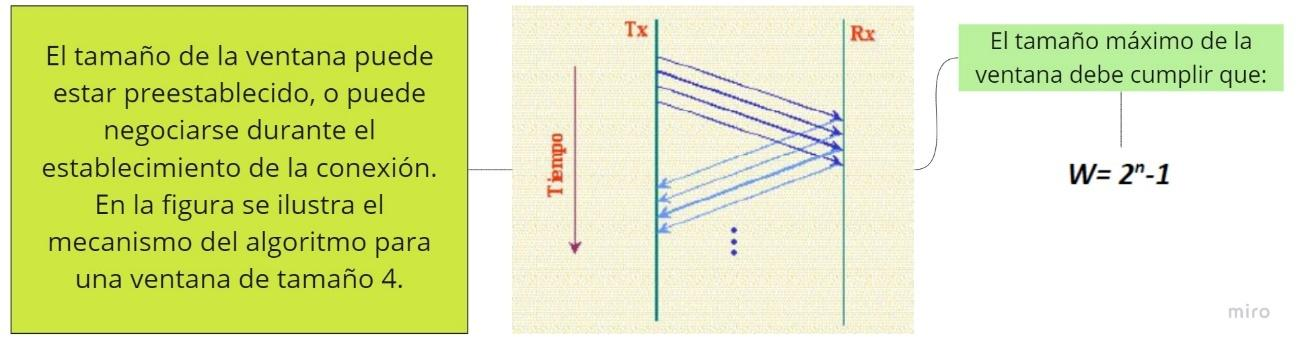 El tamaño de la ventana puede
estar preestablecido, o puede
negociarse durante el
establecimiento de la conexión.
En la figura se ilustra el
mecanismo del algoritmo para
una ventana de tamaño 4.
Tx
Rx
Tiempo
El tamaño máximo de la
ventana debe cumplir que:
W= 2ⁿ-1
miro